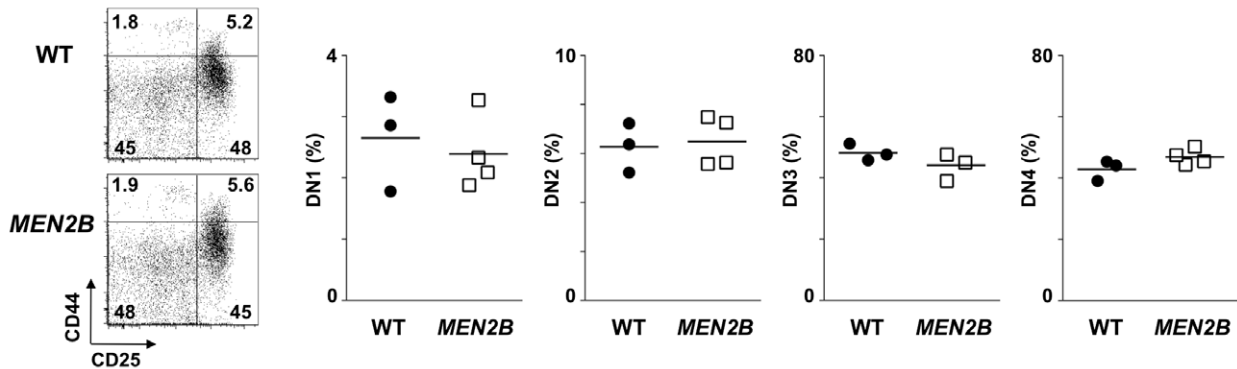 WT
1.8 5.2
45 48
MEN2B
1.9 5.6
48 45
CD44
CD25
4
DN1 (%)
0
WT MEN2B
10
DN2 (%)
0
WT MEN2B
80
DN3 (%)
0
WT MEN2B
80
DN4 (%)
0
WT MEN2B